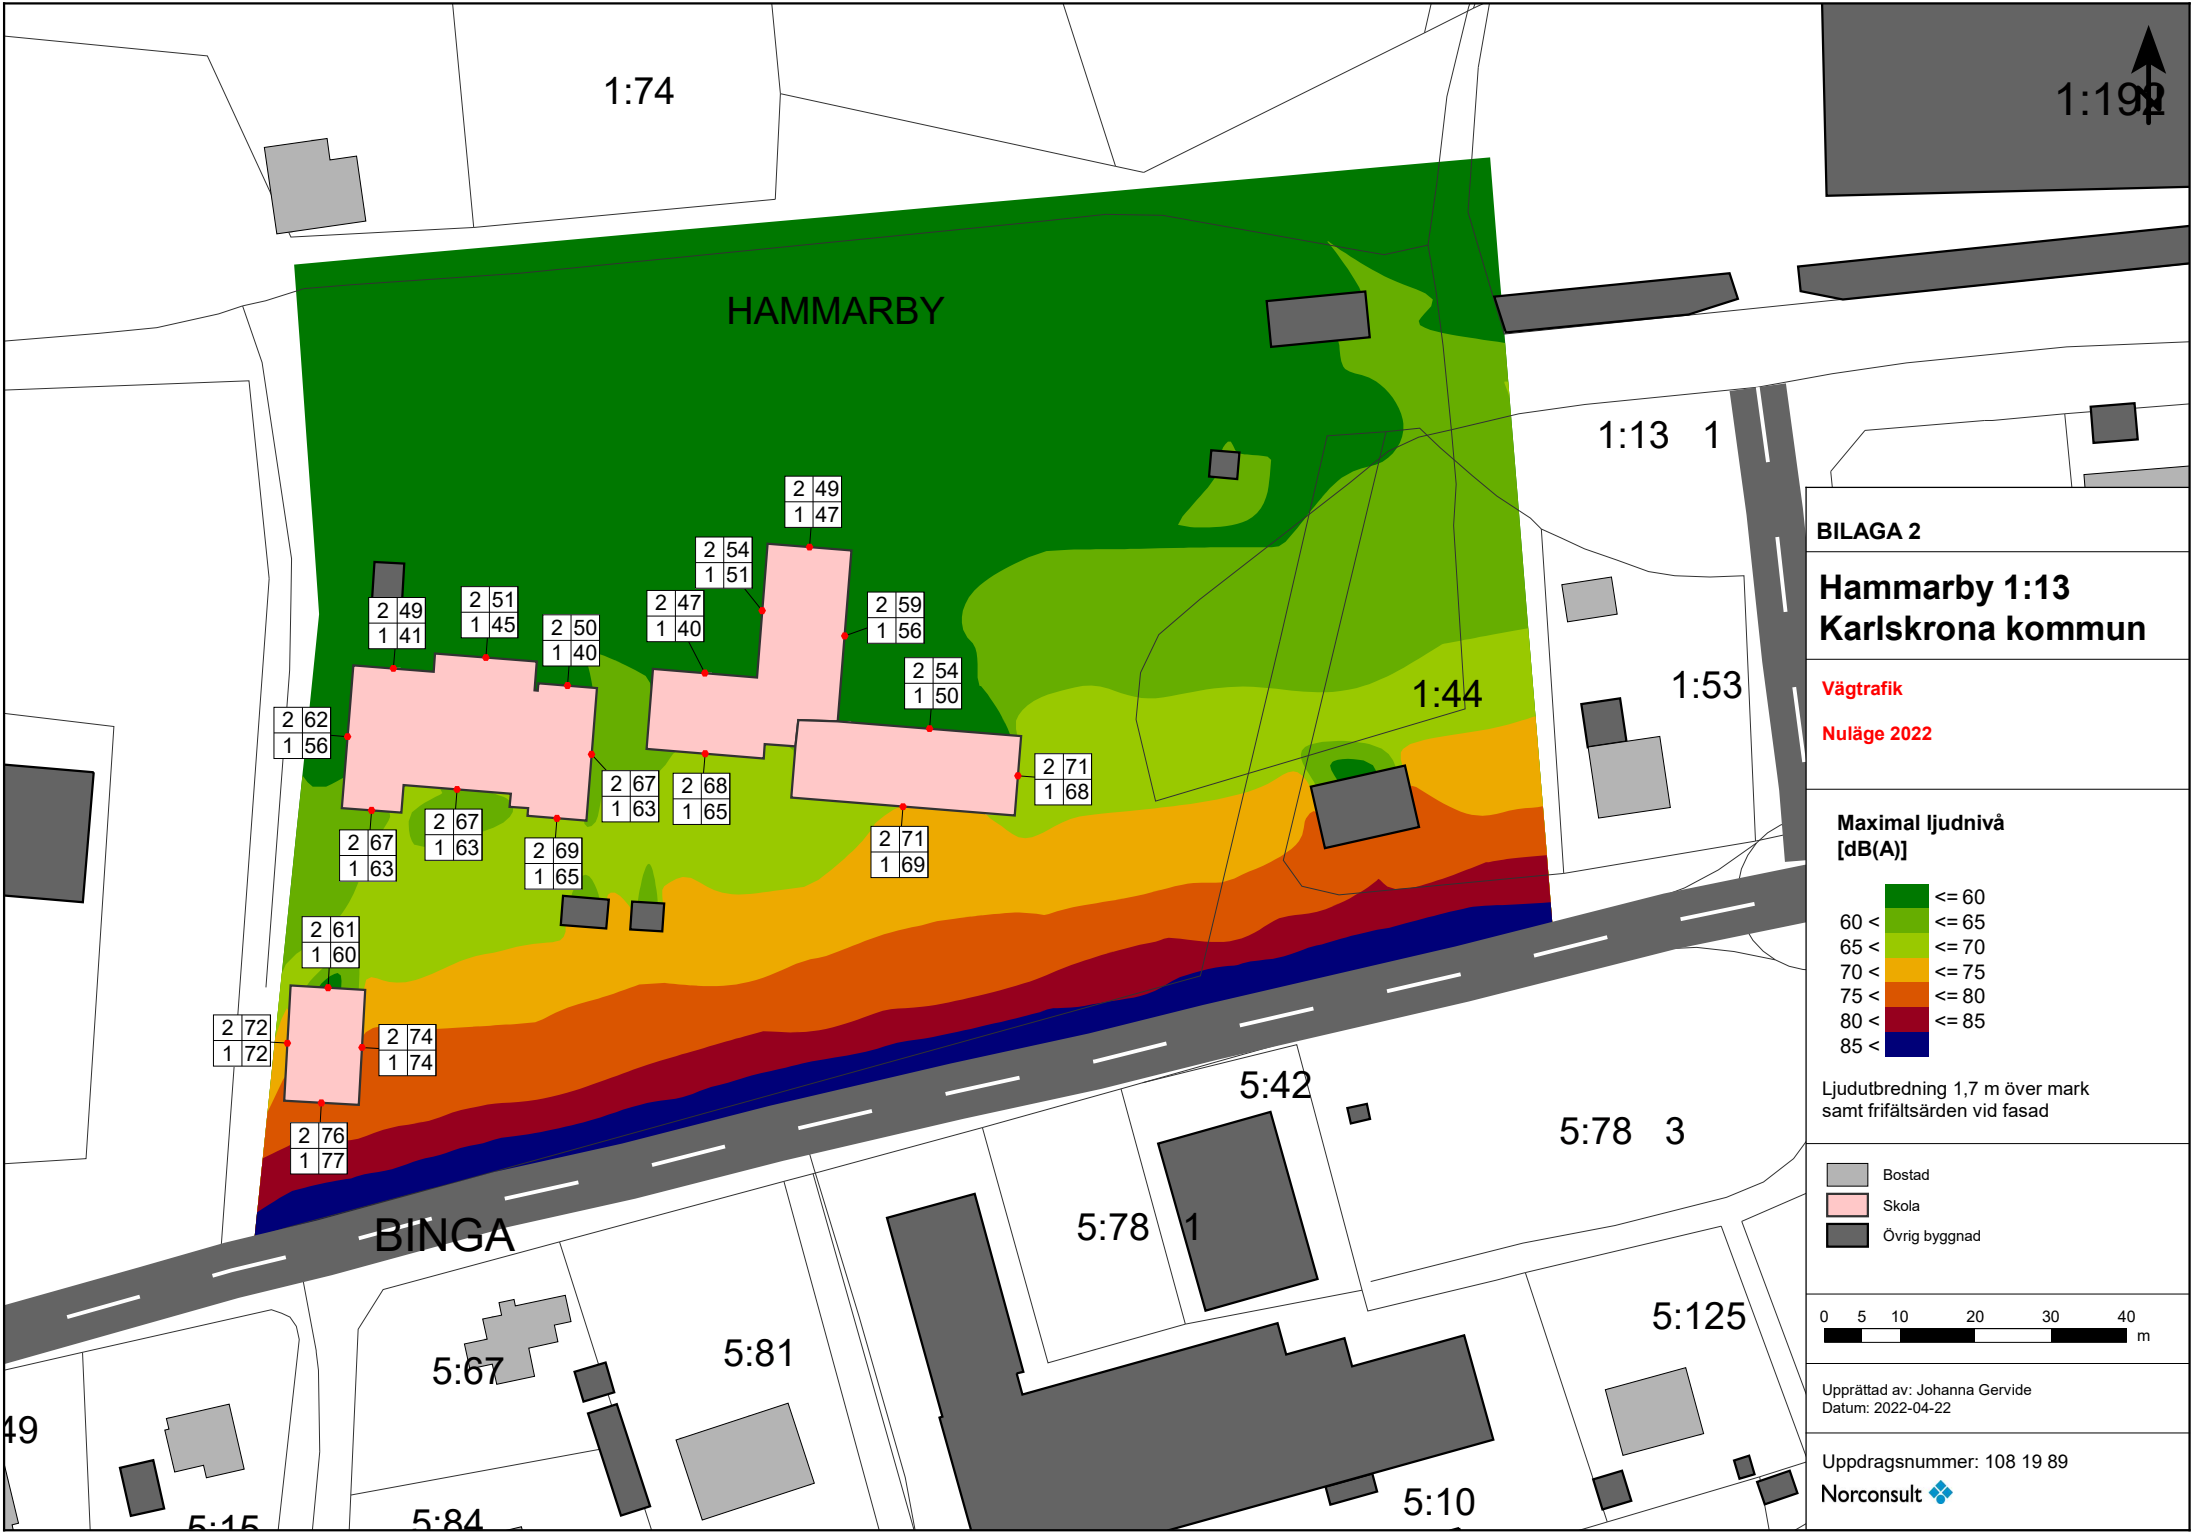 1:74
1:192
N
HAMMARBY
1:13 1
2 49
1 47
2 54
1 51
2 47
1 40
2 59
1 56
2 54
1 50
2 49
1 41
2 51
1 45
2 50
1 40
2 62
1 56
2 67
1 63
2 68
1 65
2 71
1 68
2 67
1 63
2 67
1 63
2 69
1 65
2 71
1 69
2 61
1 60
2 72
1 72
2 74
1 74
2 76
1 77
1:44
1:53
BINGA
5:42
5:78 3
5:78 1
5:67
5:81
5:125
49
5:15
5:84
5:10
BILAGA 2
Hammarby 1:13
Karlskrona kommun
Vägtrafik
Nuläge 2022
Maximal ljudnivå
[dB(A)]
<= 60
60 < <= 65
65 < <= 70
70 < <= 75
75 < <= 80
80 < <= 85
85 <
Ljudutbredning 1,7 m över mark
samt frifältsärden vid fasad
Bostad
Skola
Övrig byggnad
0 5 10 20 30 40
m
Upprättad av: Johanna Gervide
Datum: 2022-04-22
Uppdragsnummer: 108 19 89
Norconsult